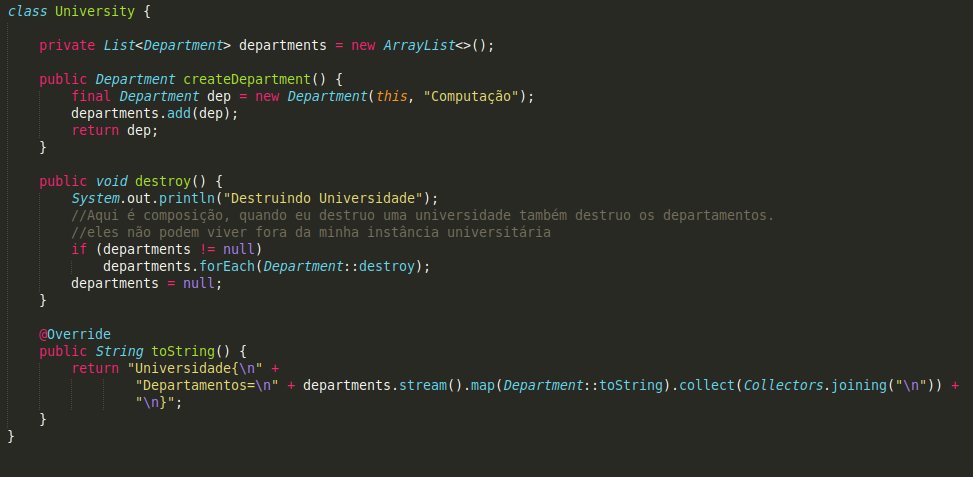 class University {
private List<Department> departments = new ArrayList<>();
public Department createDepartment() {
final Department dep = new Department(this, "Computação");
departments.add(dep);
return dep;
}
public void destroy() {
System.out.println("Destruindo Universidade");
//Aqui é composição, quando eu destruo uma universidade também destruo os departamentos.
//eles não podem viver fora da minha instância universitária
if (departments != null)
departments.forEach(Department::destroy);
departments = null;
}
@Override
public String toString() {
return "Universidade{\n" +
"Departamentos=\n" + departments.stream().map(Department::toString).collect(Collectors.joining("\n")) +
"\n}";
}
}